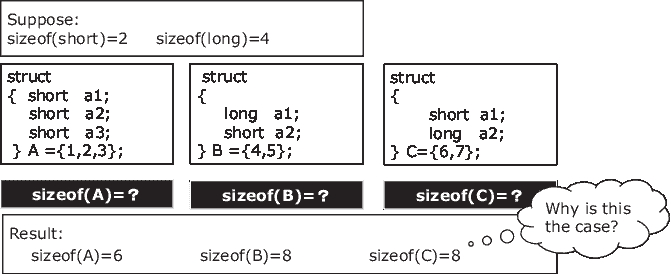 Suppose:
sizeof(short)=2 sizeof(long)=4
struct
{ short a1;
short a2;
short a3;
} A ={1,2,3};
struct
{
long a1;
short a2;
} B ={4,5};
struct
{
short a1;
long a2;
} C={6,7};
sizeof(A)=?
sizeof(B)=?
sizeof(C)=?
Result:
sizeof(A)=6 sizeof(B)=8 sizeof(C)=8
Why is this
the case?